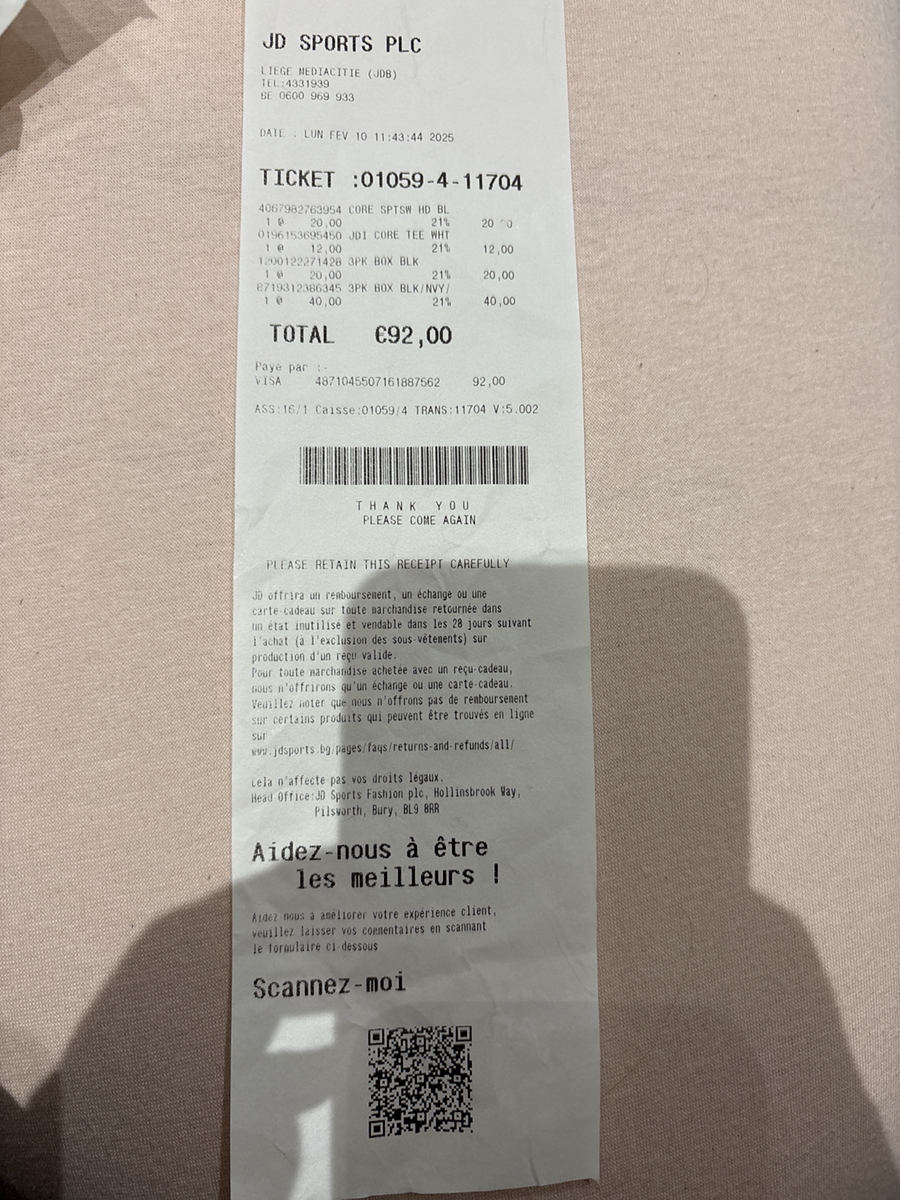 JD SPORTS PLC
LIEGE MEDIACITIE (JDB)
TEL:4331939
BE 0600 969 933
DATE : LUN FEV 10 11:43:44 2025
TICKET :01059-4-11704
4067982763954 CORE SPTSW HD BL
1 @ 20,00 21% 20
0196153695450 JDI CORE TEE WHT
1 @ 12,00 21% 12,00
1200122271428 3PK BOX BLK
1 @ 20,00 21% 20,00
8719312386345 3PK BOX BLK/NVY/
1 @ 40,00 21% 40,00
TOTAL €92,00
Paye par :-
VISA 4871045507161887562 92,00
ASS:16/1 Caisse:01059/4 TRANS:11704 V:5.002
THANK YOU
PLEASE COME AGAIN
PLEASE RETAIN THIS RECEIPT CAREFULLY
JD offrira un remboursement, un échange ou une
carte-cadeau sur toute marchandise retournée dans
un état inutilisé et vendable dans les 28 jours suivant
l'achat (à l'exclusion des sous-vêtements) sur
production d'un reçu valide.
Pour toute marchandise achetée avec un reçu-cadeau,
nous n'offrirons qu'un échange ou une carte-cadeau.
Veuillez noter que nous n'offrons pas de remboursement
sur certains produits qui peuvent être trouvés en ligne
sur
www.jdsports.bg/pages/faqs/returns-and-refunds/all/
Cela n'affecte pas vos droits légaux.
Head Office:JD Sports Fashion plc, Hollinsbrook Way,
Pilsworth, Bury, BL9 8RR
Aidez-nous à être
les meilleurs !
Aidez nous à améliorer votre expérience client,
veuillez laisser vos commentaires en scannant
le formulaire ci-dessous
Scannez-moi